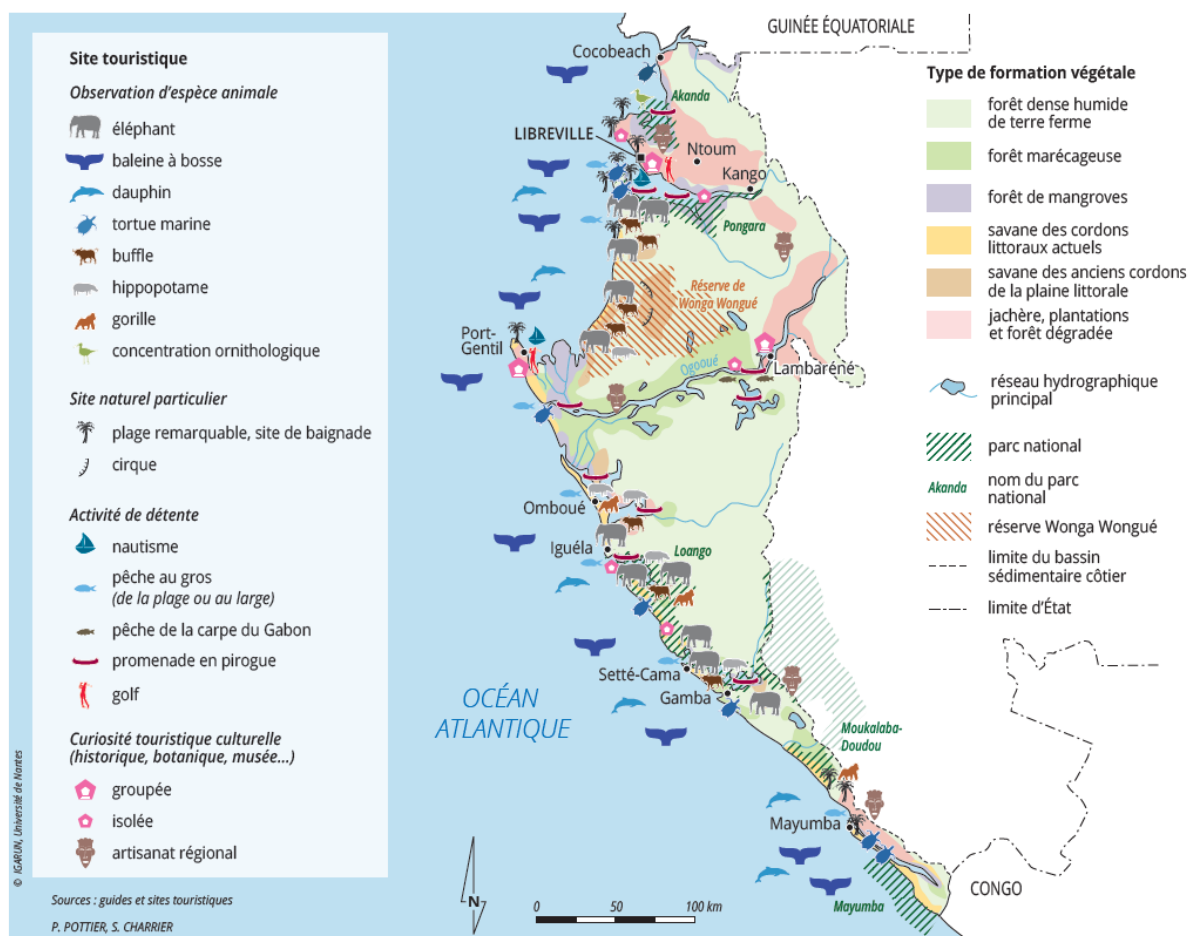 Site touristique
Observation d'espèce animale
éléphant
baleine à bosse
dauphin
tortue marine
buffle
hippopotame
gorille
concentration ornithologique
Site naturel particulier
plage remarquable, site de baignade
cirque
Activité de détente
nautisme
pêche au gros
(de la plage ou au large)
pêche de la carpe du Gabon
promenade en pirogue
golf
Curiosité touristique culturelle
(historique, botanique, musée...)
groupée
isolée
artisanat régional
Sources : guides et sites touristiques
P. POTTIER, S. CHARRIER
© IGARUN, Université de Nantes
GUINÉE ÉQUATORIALE
Cocobeach
Akanda
LIBREVILLE
Ntoum
Kango
Pongara
Réserve de
Wonga Wongué
Port-
Gentil
Ogooué
Lambaréné
Omboué
Iguéla
Loango
Setté-Cama
Gamba
OCÉAN
ATLANTIQUE
Moukalaba-
Doudou
Mayumba
Mayumba
CONGO
N
0 50 100 km
Type de formation végétale
forêt dense humide
de terre ferme
forêt marécageuse
forêt de mangroves
savane des cordons
littoraux actuels
savane des anciens cordons
de la plaine littorale
jachère, plantations
et forêt dégradée
réseau hydrographique
principal
parc national
Akanda
nom du parc
national
réserve Wonga Wongué
limite du bassin
sédimentaire côtier
limite d'État